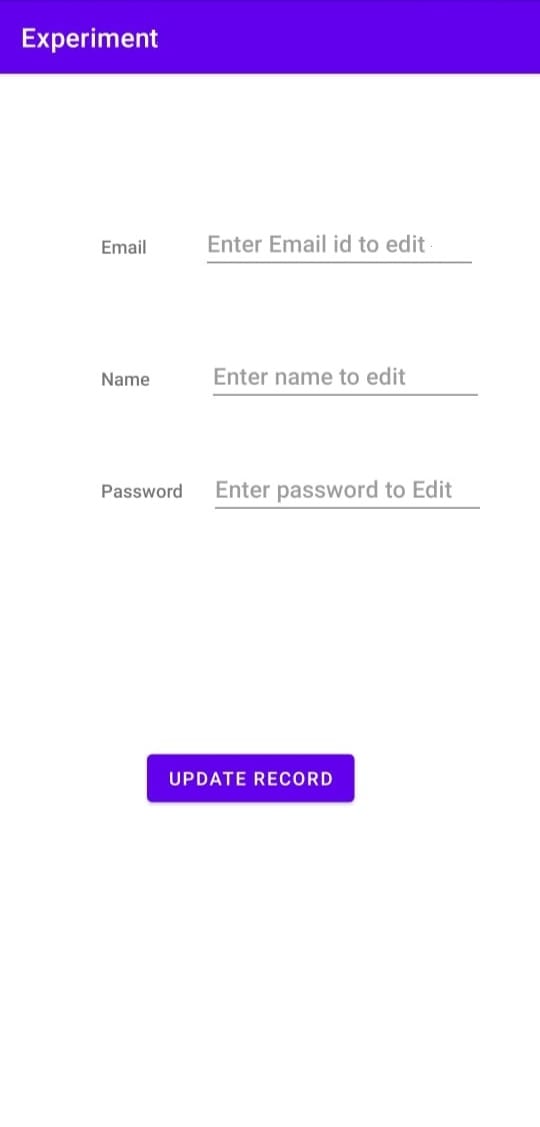 Experiment
Email Enter Email id to edit
Name Enter name to edit
Password Enter password to Edit
UPDATE RECORD